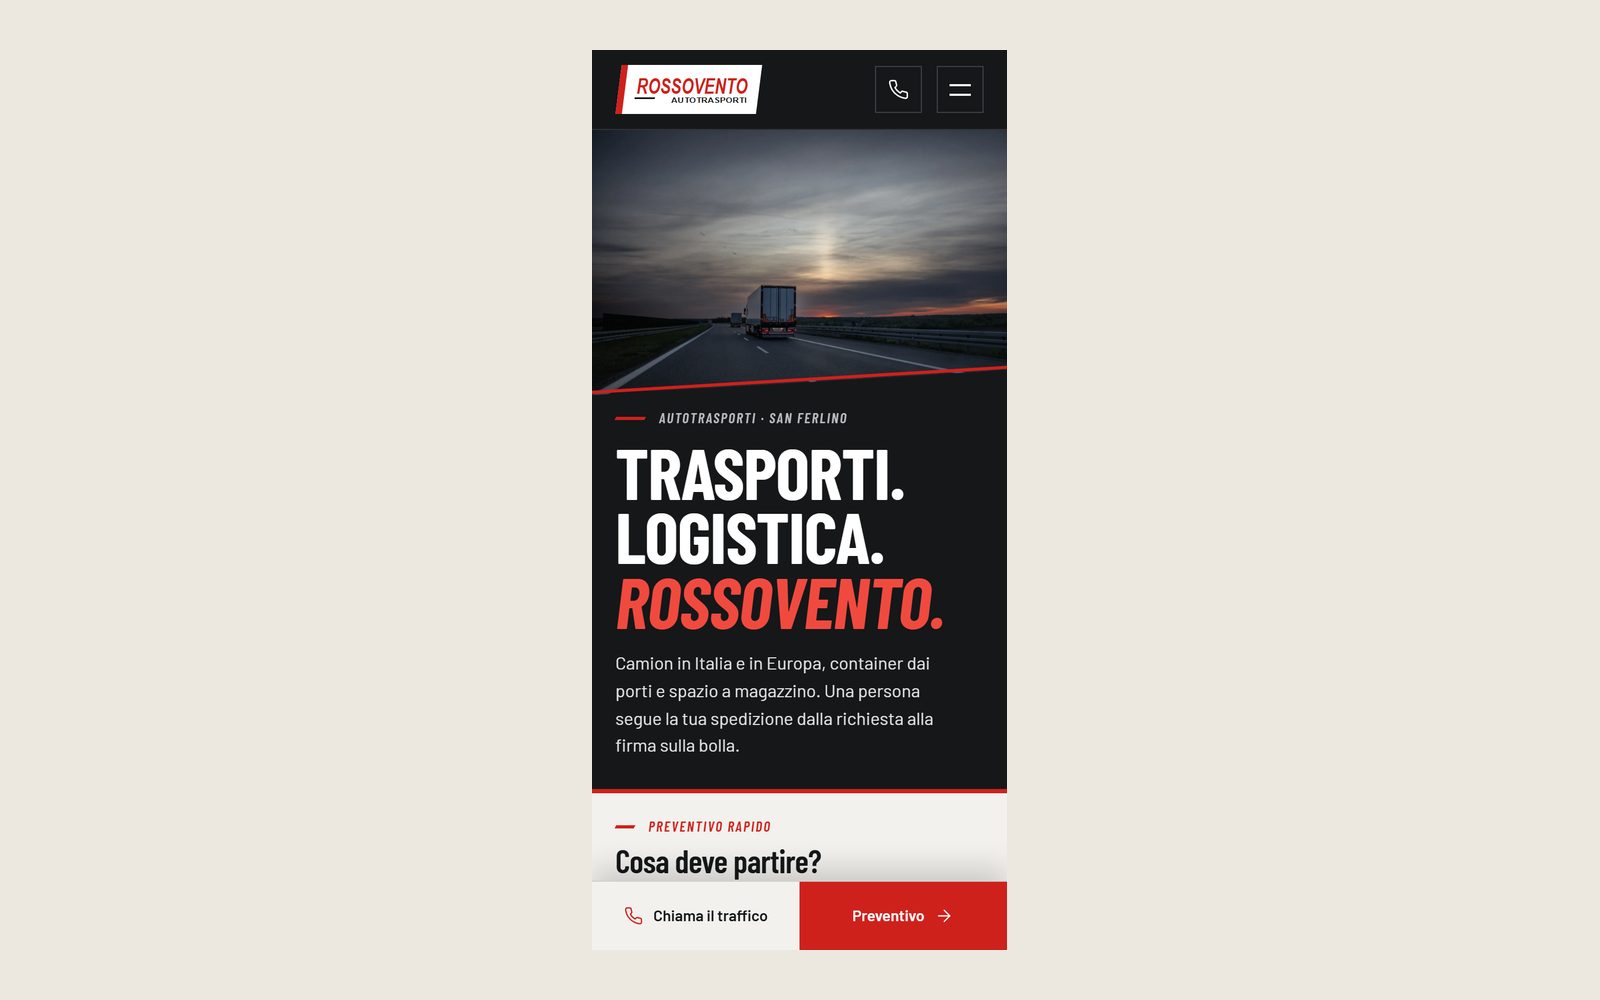 ROSSOVENTO
AUTOTRASPORTI
AUTOTRASPORTI · SAN FERLINO
TRASPORTI.
LOGISTICA.
ROSSOVENTO.
Camion in Italia e in Europa, container dai
porti e spazio a magazzino. Una persona
segue la tua spedizione dalla richiesta alla
firma sulla bolla.
PREVENTIVO RAPIDO
Cosa deve partire?
Chiama il traffico
Preventivo